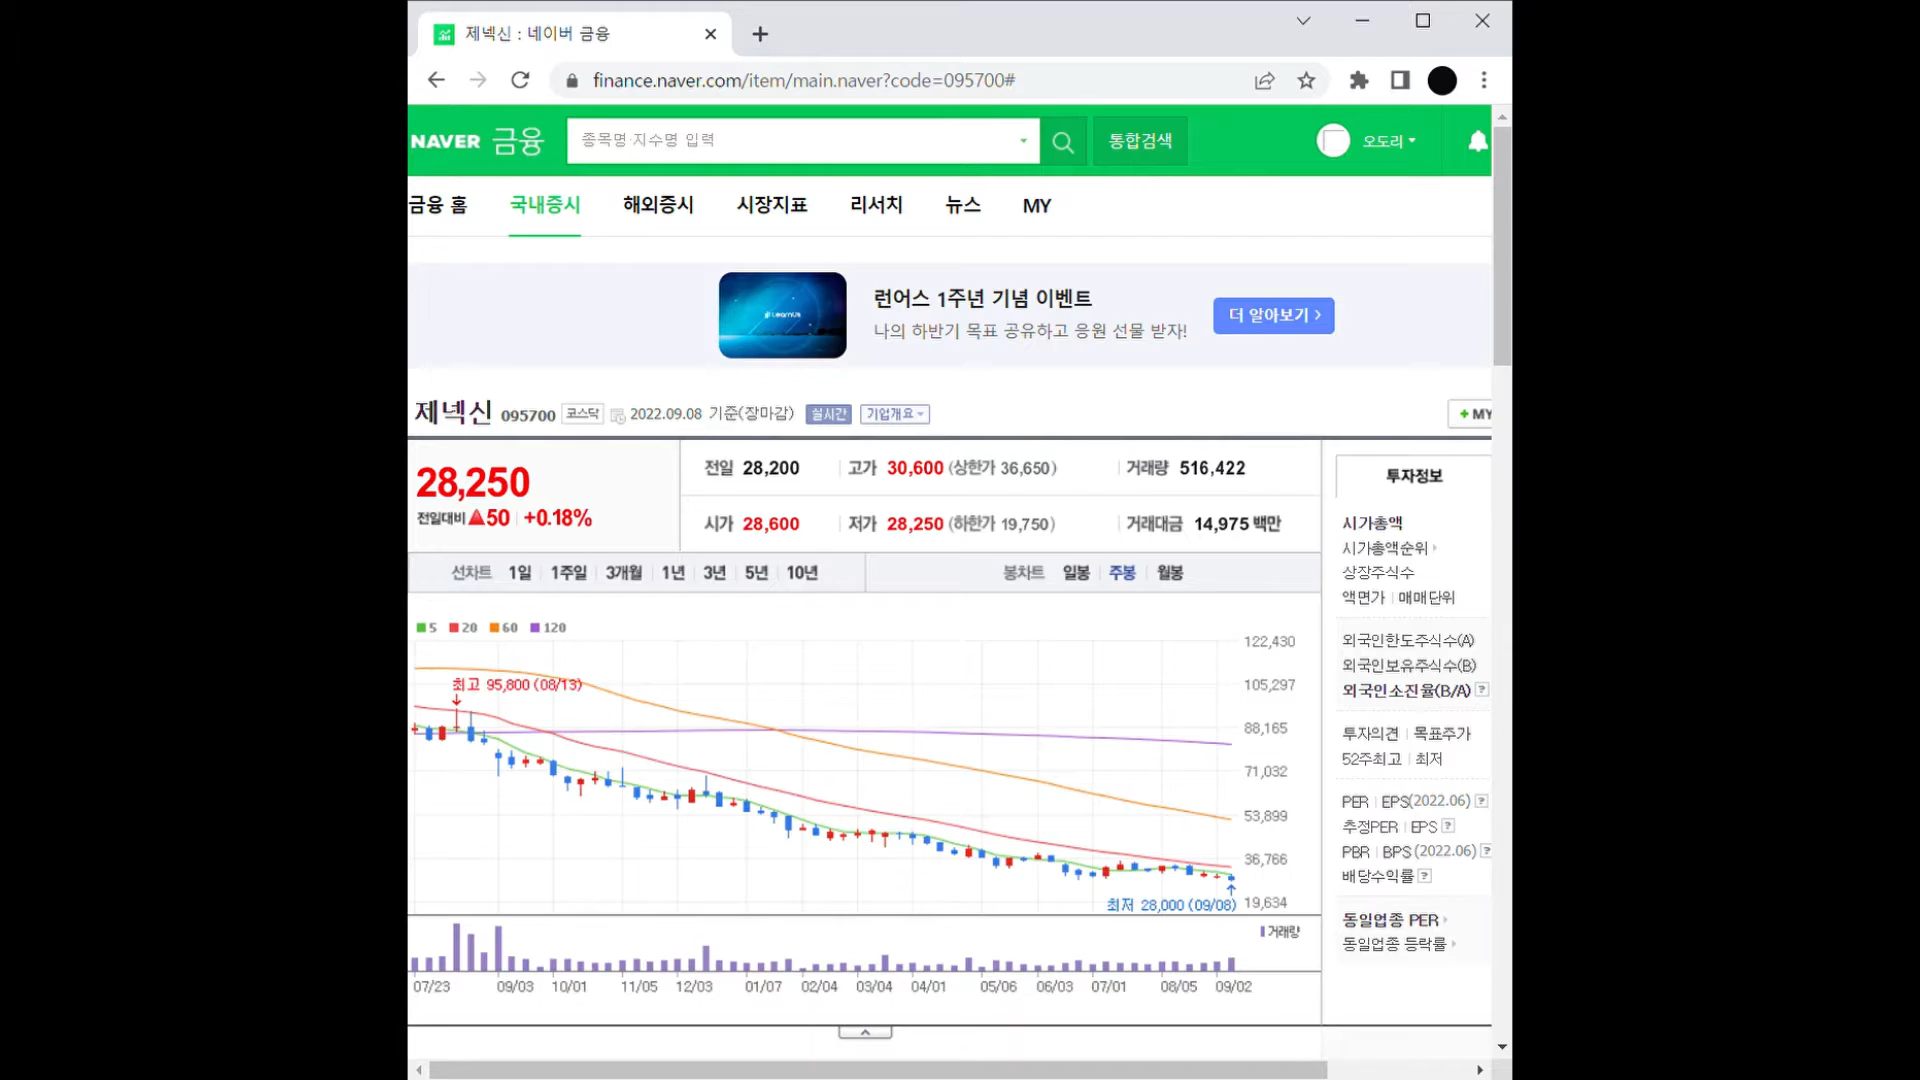 제넥신 : 네이버 금융
finance.naver.com/item/main.naver?code=095700#
NAVER 금융 종목명·지수명 입력 통합검색 오도리
금융 홈 국내증시 해외증시 시장지표 리서치 뉴스 MY
LearnUs
런어스 1주년 기념 이벤트
나의 하반기 목표 공유하고 응원 선물 받자!
더 알아보기 >
제넥신 095700 코스닥 2022.09.08 기준(장마감) 실시간 기업개요
+ MY
28,250
전일대비 ▲50 +0.18%
전일 28,200 고가 30,600 (상한가 36,650) 거래량 516,422
시가 28,600 저가 28,250 (하한가 19,750) 거래대금 14,975 백만
선차트 1일 1주일 3개월 1년 3년 5년 10년 봉차트 일봉 주봉 월봉
5 20 60 120
122,430
105,297
88,165
71,032
53,899
36,766
19,634
최고 95,800 (08/13)
최저 28,000 (09/08)
거래량
07/23 09/03 10/01 11/05 12/03 01/07 02/04 03/04 04/01 05/06 06/03 07/01 08/05 09/02
투자정보
시가총액
시가총액순위
상장주식수
액면가 매매단위
외국인한도주식수(A)
외국인보유주식수(B)
외국인소진율(B/A) ?
투자의견 목표주가
52주최고 최저
PER EPS(2022.06) ?
추정PER EPS ?
PBR BPS (2022.06) ?
배당수익률 ?
동일업종 PER
동일업종 등락률